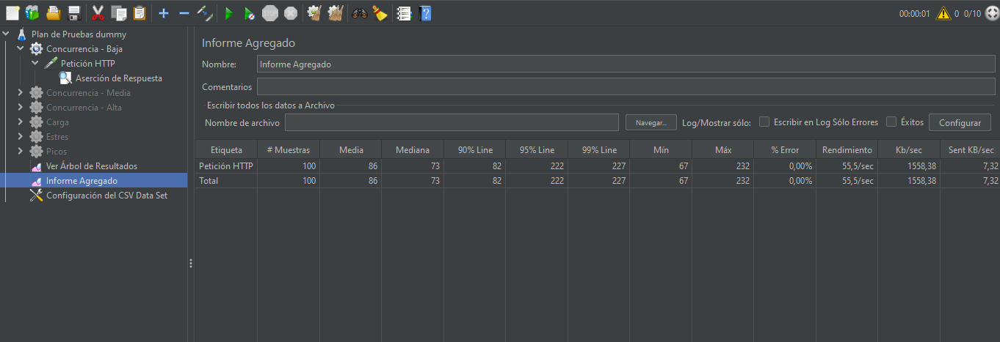 00:00:01 0 0/10
Plan de Pruebas dummy
Concurrencia - Baja
Petición HTTP
Aserción de Respuesta
Concurrencia - Media
Concurrencia - Alta
Carga
Estres
Picos
Ver Árbol de Resultados
Informe Agregado
Configuración del CSV Data Set
Informe Agregado
Nombre: Informe Agregado
Comentarios
Escribir todos los datos a Archivo
Nombre de archivo Navegar... Log/Mostrar sólo: Escribir en Log Sólo Errores Éxitos Configurar
Etiqueta # Muestras Media Mediana 90% Line 95% Line 99% Line Mín Máx % Error Rendimiento Kb/sec Sent KB/sec
Petición HTTP 100 86 73 82 222 227 67 232 0,00% 55,5/sec 1558,38 7,32
Total 100 86 73 82 222 227 67 232 0,00% 55,5/sec 1558,38 7,32